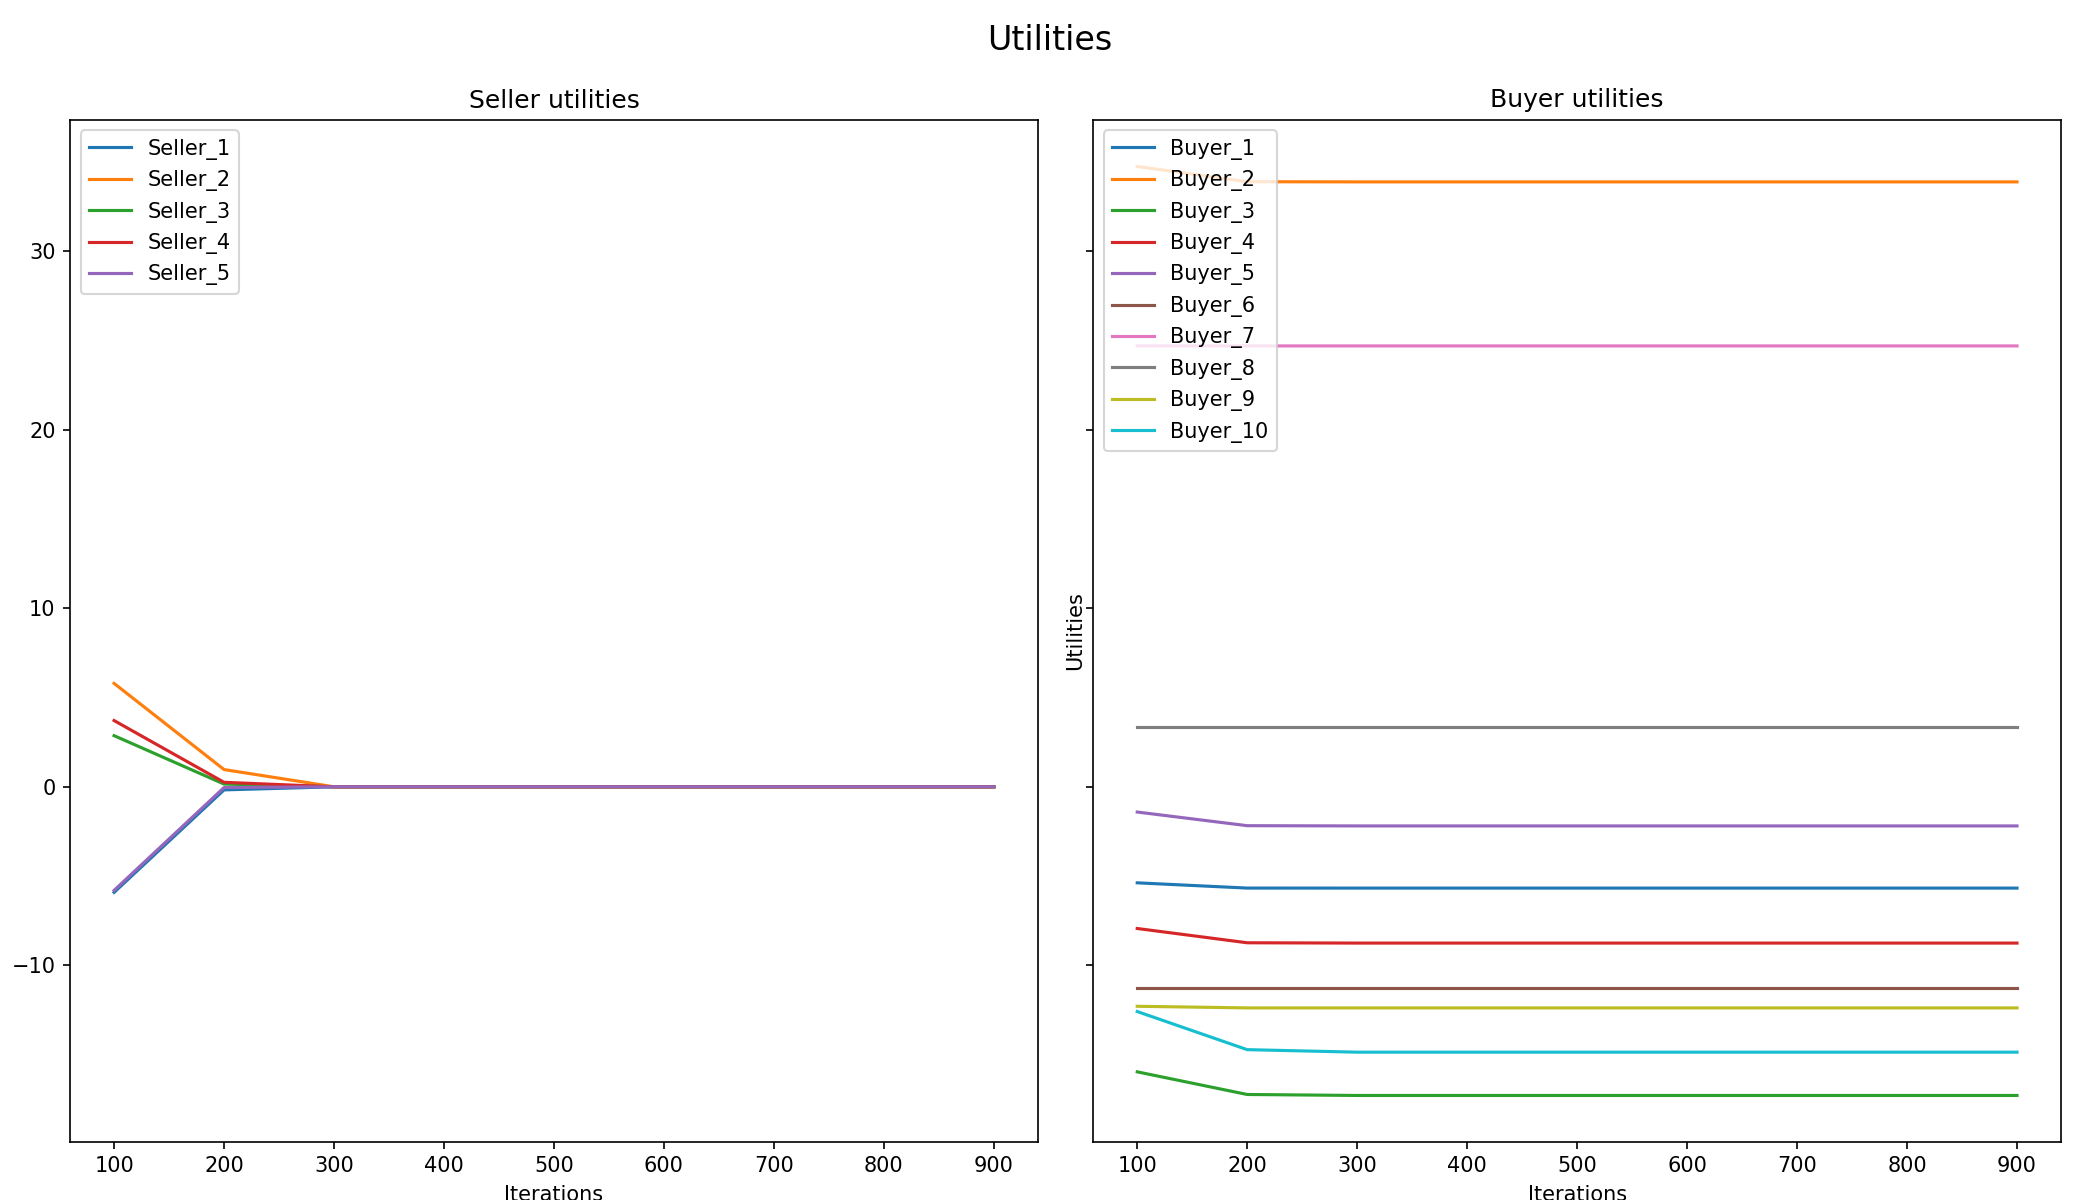 Utilities
Seller utilities
Seller_1
Seller_2
Seller_3
Seller_4
Seller_5
30
20
10
0
−10
100 200 300 400 500 600 700 800 900
Iterations
Buyer utilities
Buyer_1
Buyer_2
Buyer_3
Buyer_4
Buyer_5
Buyer_6
Buyer_7
Buyer_8
Buyer_9
Buyer_10
Utilities
100 200 300 400 500 600 700 800 900
Iterations